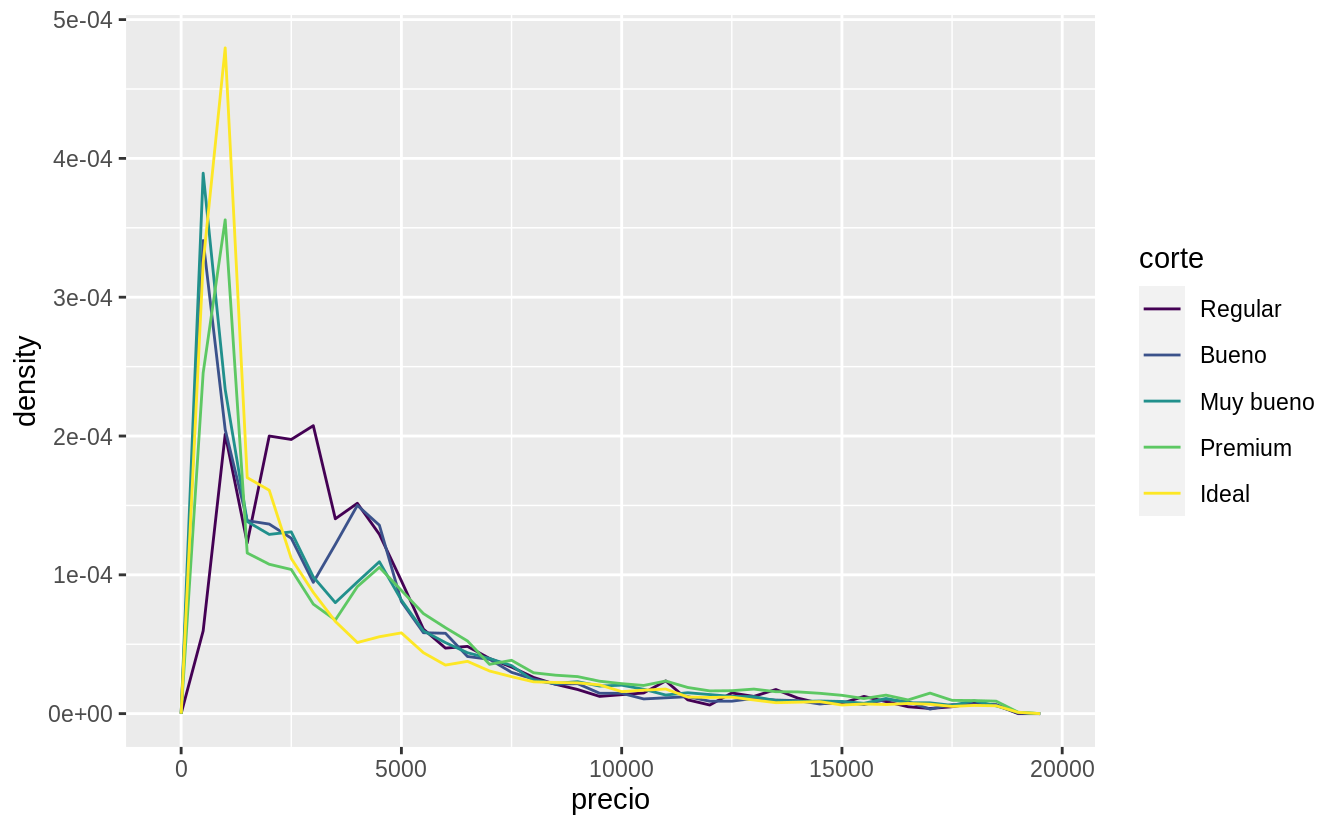 5e-04
4e-04
3e-04
2e-04
1e-04
0e+00
density
0 5000 10000 15000 20000
precio
corte
Regular
Bueno
Muy bueno
Premium
Ideal